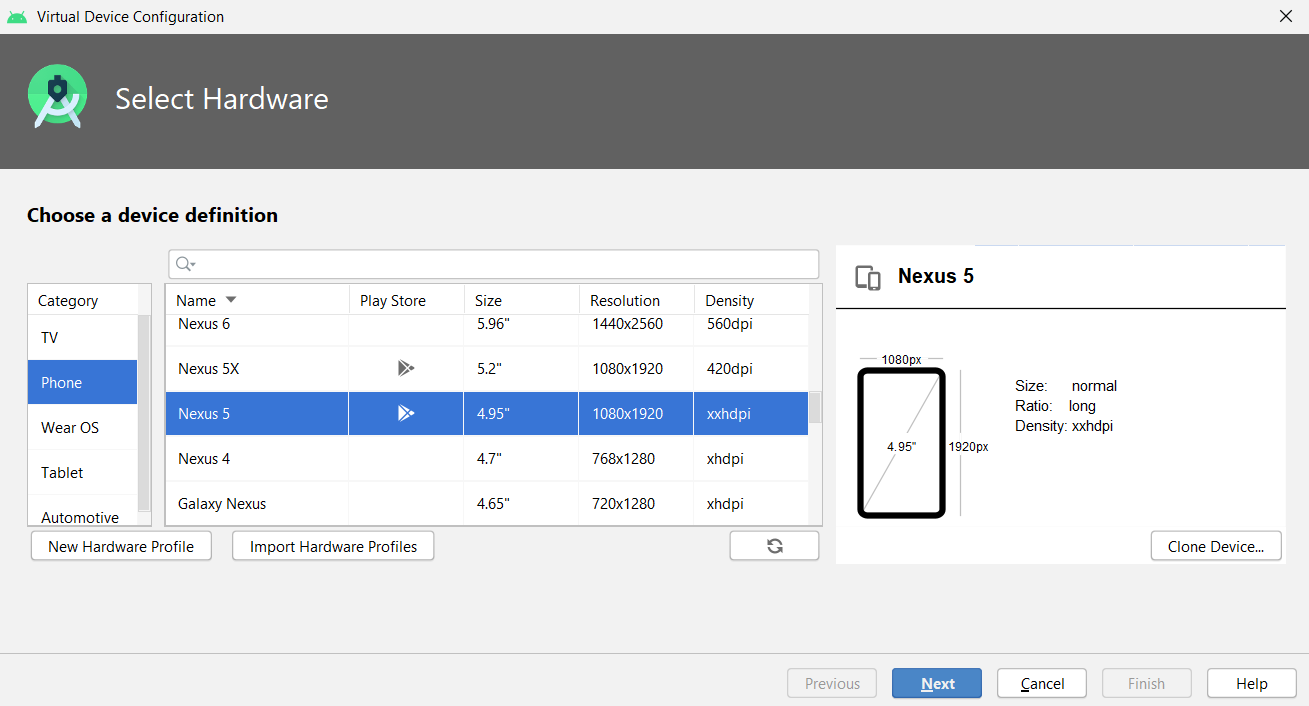 Virtual Device Configuration
Select Hardware
Choose a device definition
Category
TV
Phone
Wear OS
Tablet
Automotive
Name Play Store Size Resolution Density
Nexus 6 5.96" 1440x2560 560dpi
Nexus 5X 5.2" 1080x1920 420dpi
Nexus 5 4.95" 1080x1920 xxhdpi
Nexus 4 4.7" 768x1280 xhdpi
Galaxy Nexus 4.65" 720x1280 xhdpi
New Hardware Profile Import Hardware Profiles
Nexus 5
1080px
4.95"
1920px
Size: normal
Ratio: long
Density: xxhdpi
Clone Device...
Previous Next Cancel Finish Help